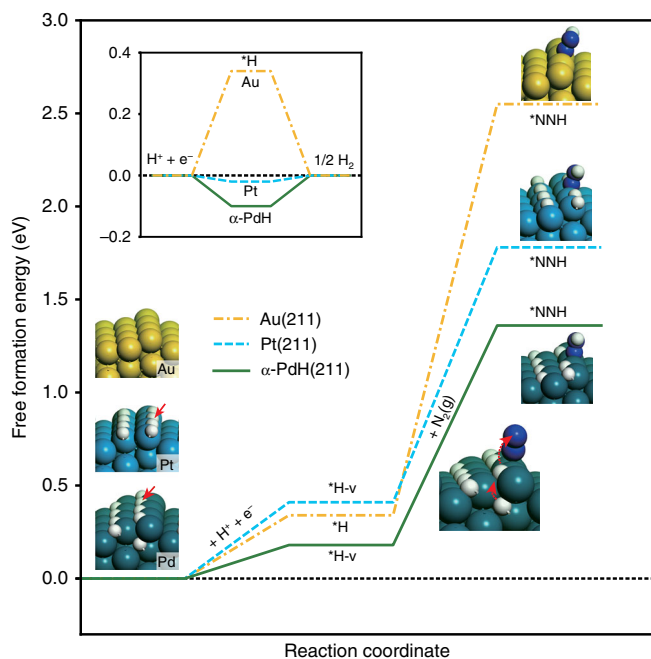 Free formation energy (eV)
3.0
2.5
2.0
1.5
1.0
0.5
0.0
0.4
0.2
0.0
–0.2
*H
Au
H⁺ + e⁻
1/2 H₂
Pt
α-PdH
*NNH
*NNH
*NNH
Au(211)
Pt(211)
α-PdH(211)
Au
Pt
Pd
+ H⁺ + e⁻
*H-v
*H
*H-v
+ N₂(g)
Reaction coordinate